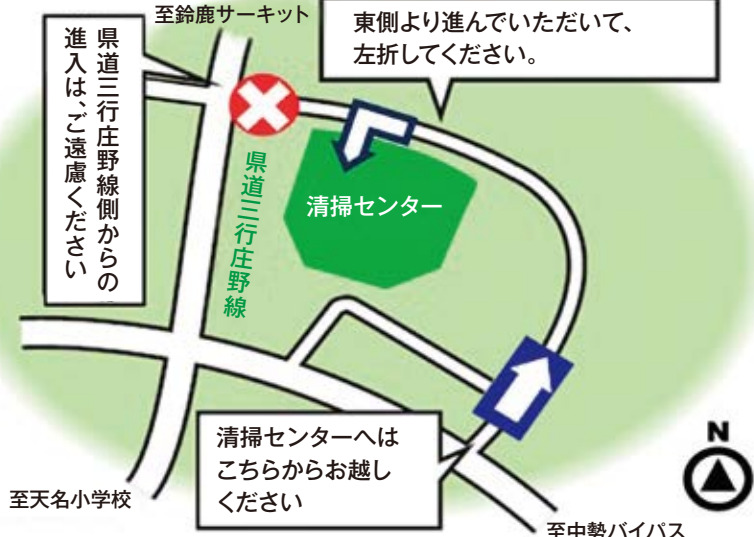 至鈴鹿サーキット
東側より進んでいただいて、
左折してください。
県道三行庄野線側からの
進入は、ご遠慮ください
県道三行庄野線
清掃センター
清掃センターへは
こちらからお越し
ください
N
至天名小学校
至中勢バイパス